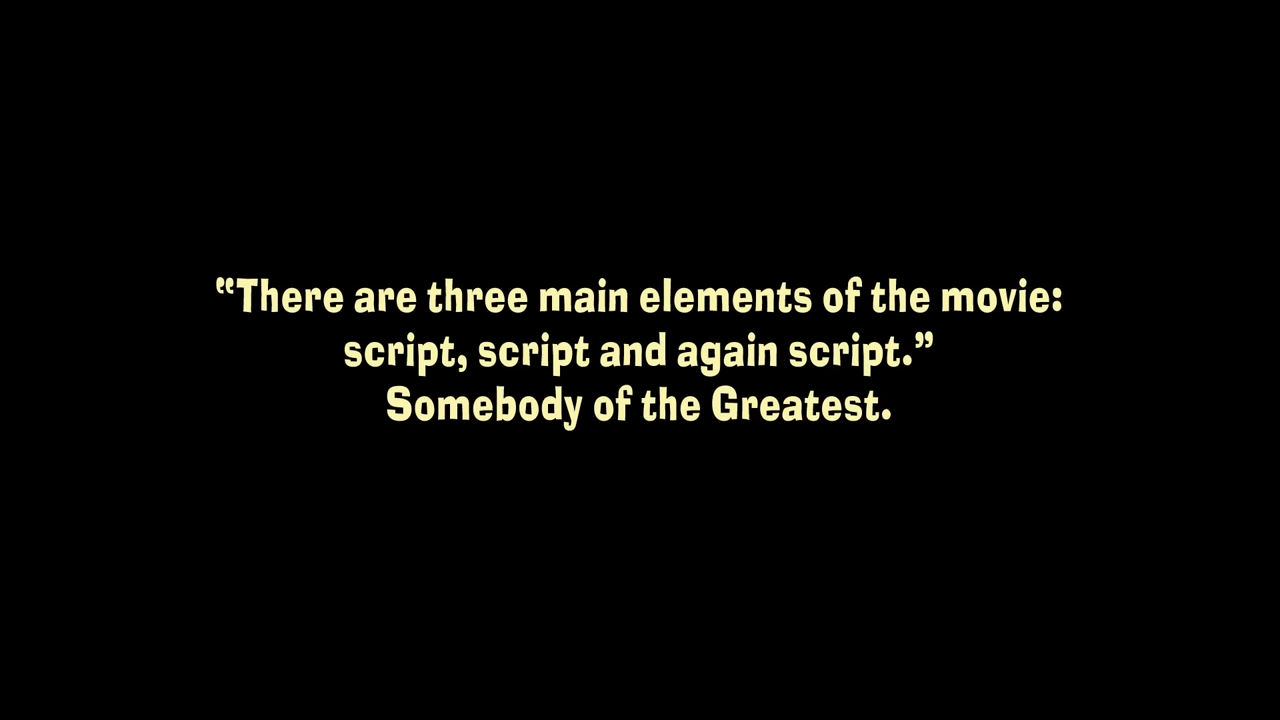 “There are three main elements of the movie:
script, script and again script.”
Somebody of the Greatest.